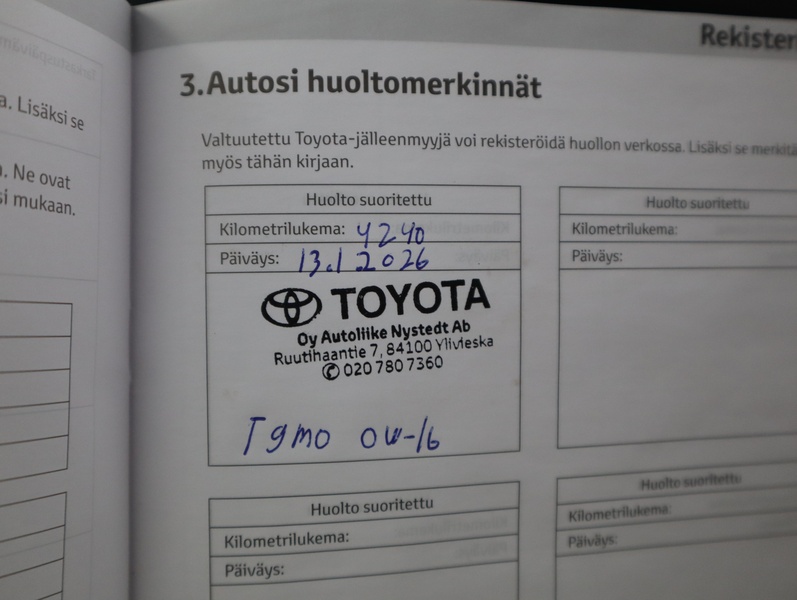 a. Lisäksi se
Ne ovat
si mukaan.
Rekister
3. Autosi huoltomerkinnät
Valtuutettu Toyota-jälleenmyyjä voi rekisteröidä huollon verkossa. Lisäksi se merkitä
myös tähän kirjaan.
Huolto suoritettu
Kilometrilukema: 4240
Päiväys: 13.1 2026
TOYOTA
Oy Autoliike Nystedt Ab
Ruutihaantie 7, 84100 Ylivieska
020 780 7360
Tgmo 0W-16
Huolto suoritettu
Kilometrilukema:
Päiväys:
Huolto suoritettu
Kilometrilukema:
Päiväys:
Huolto suoritettu
Kilometrilukema:
Päiväys: